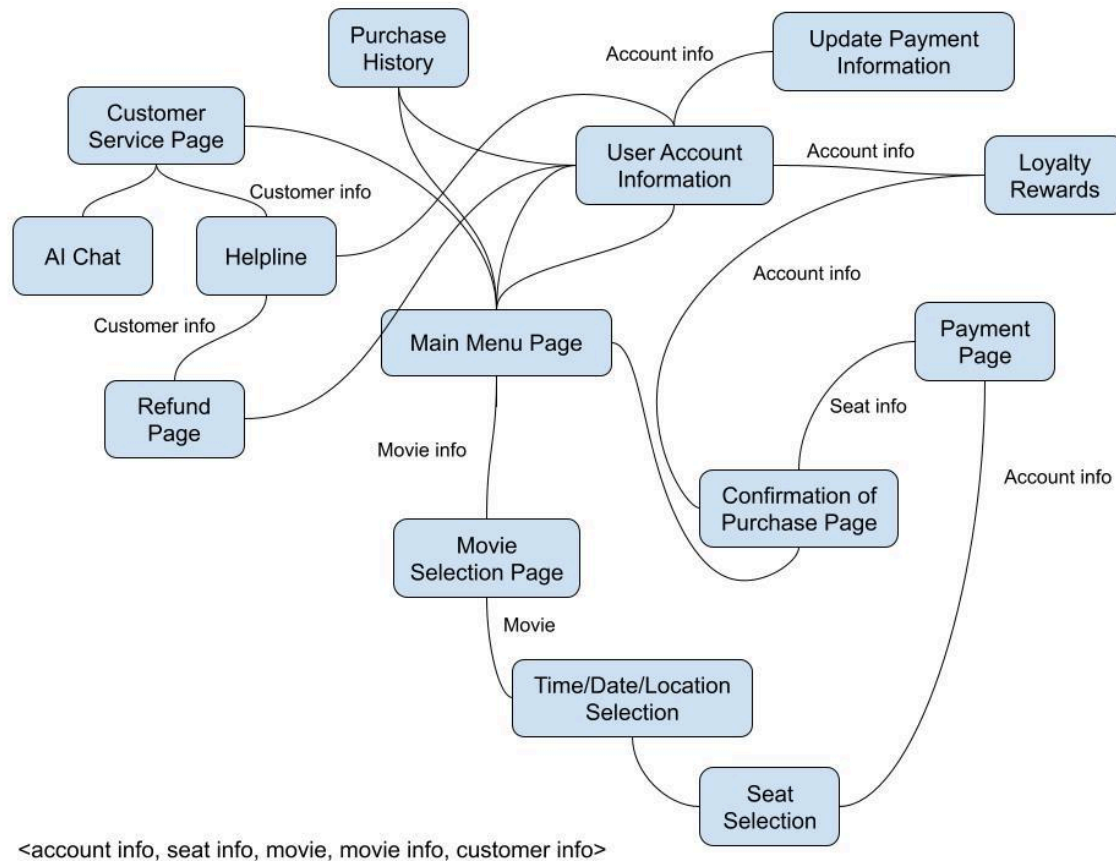 Purchase
History
Account info
Update Payment
Information
Customer
Service Page
User Account
Information
Account info
Loyalty
Rewards
Customer info
AI Chat
Helpline
Account info
Customer info
Main Menu Page
Payment
Page
Refund
Page
Seat info
Movie info
Account info
Confirmation of
Purchase Page
Movie
Selection Page
Movie
Time/Date/Location
Selection
Seat
Selection
<account info, seat info, movie, movie info, customer info>